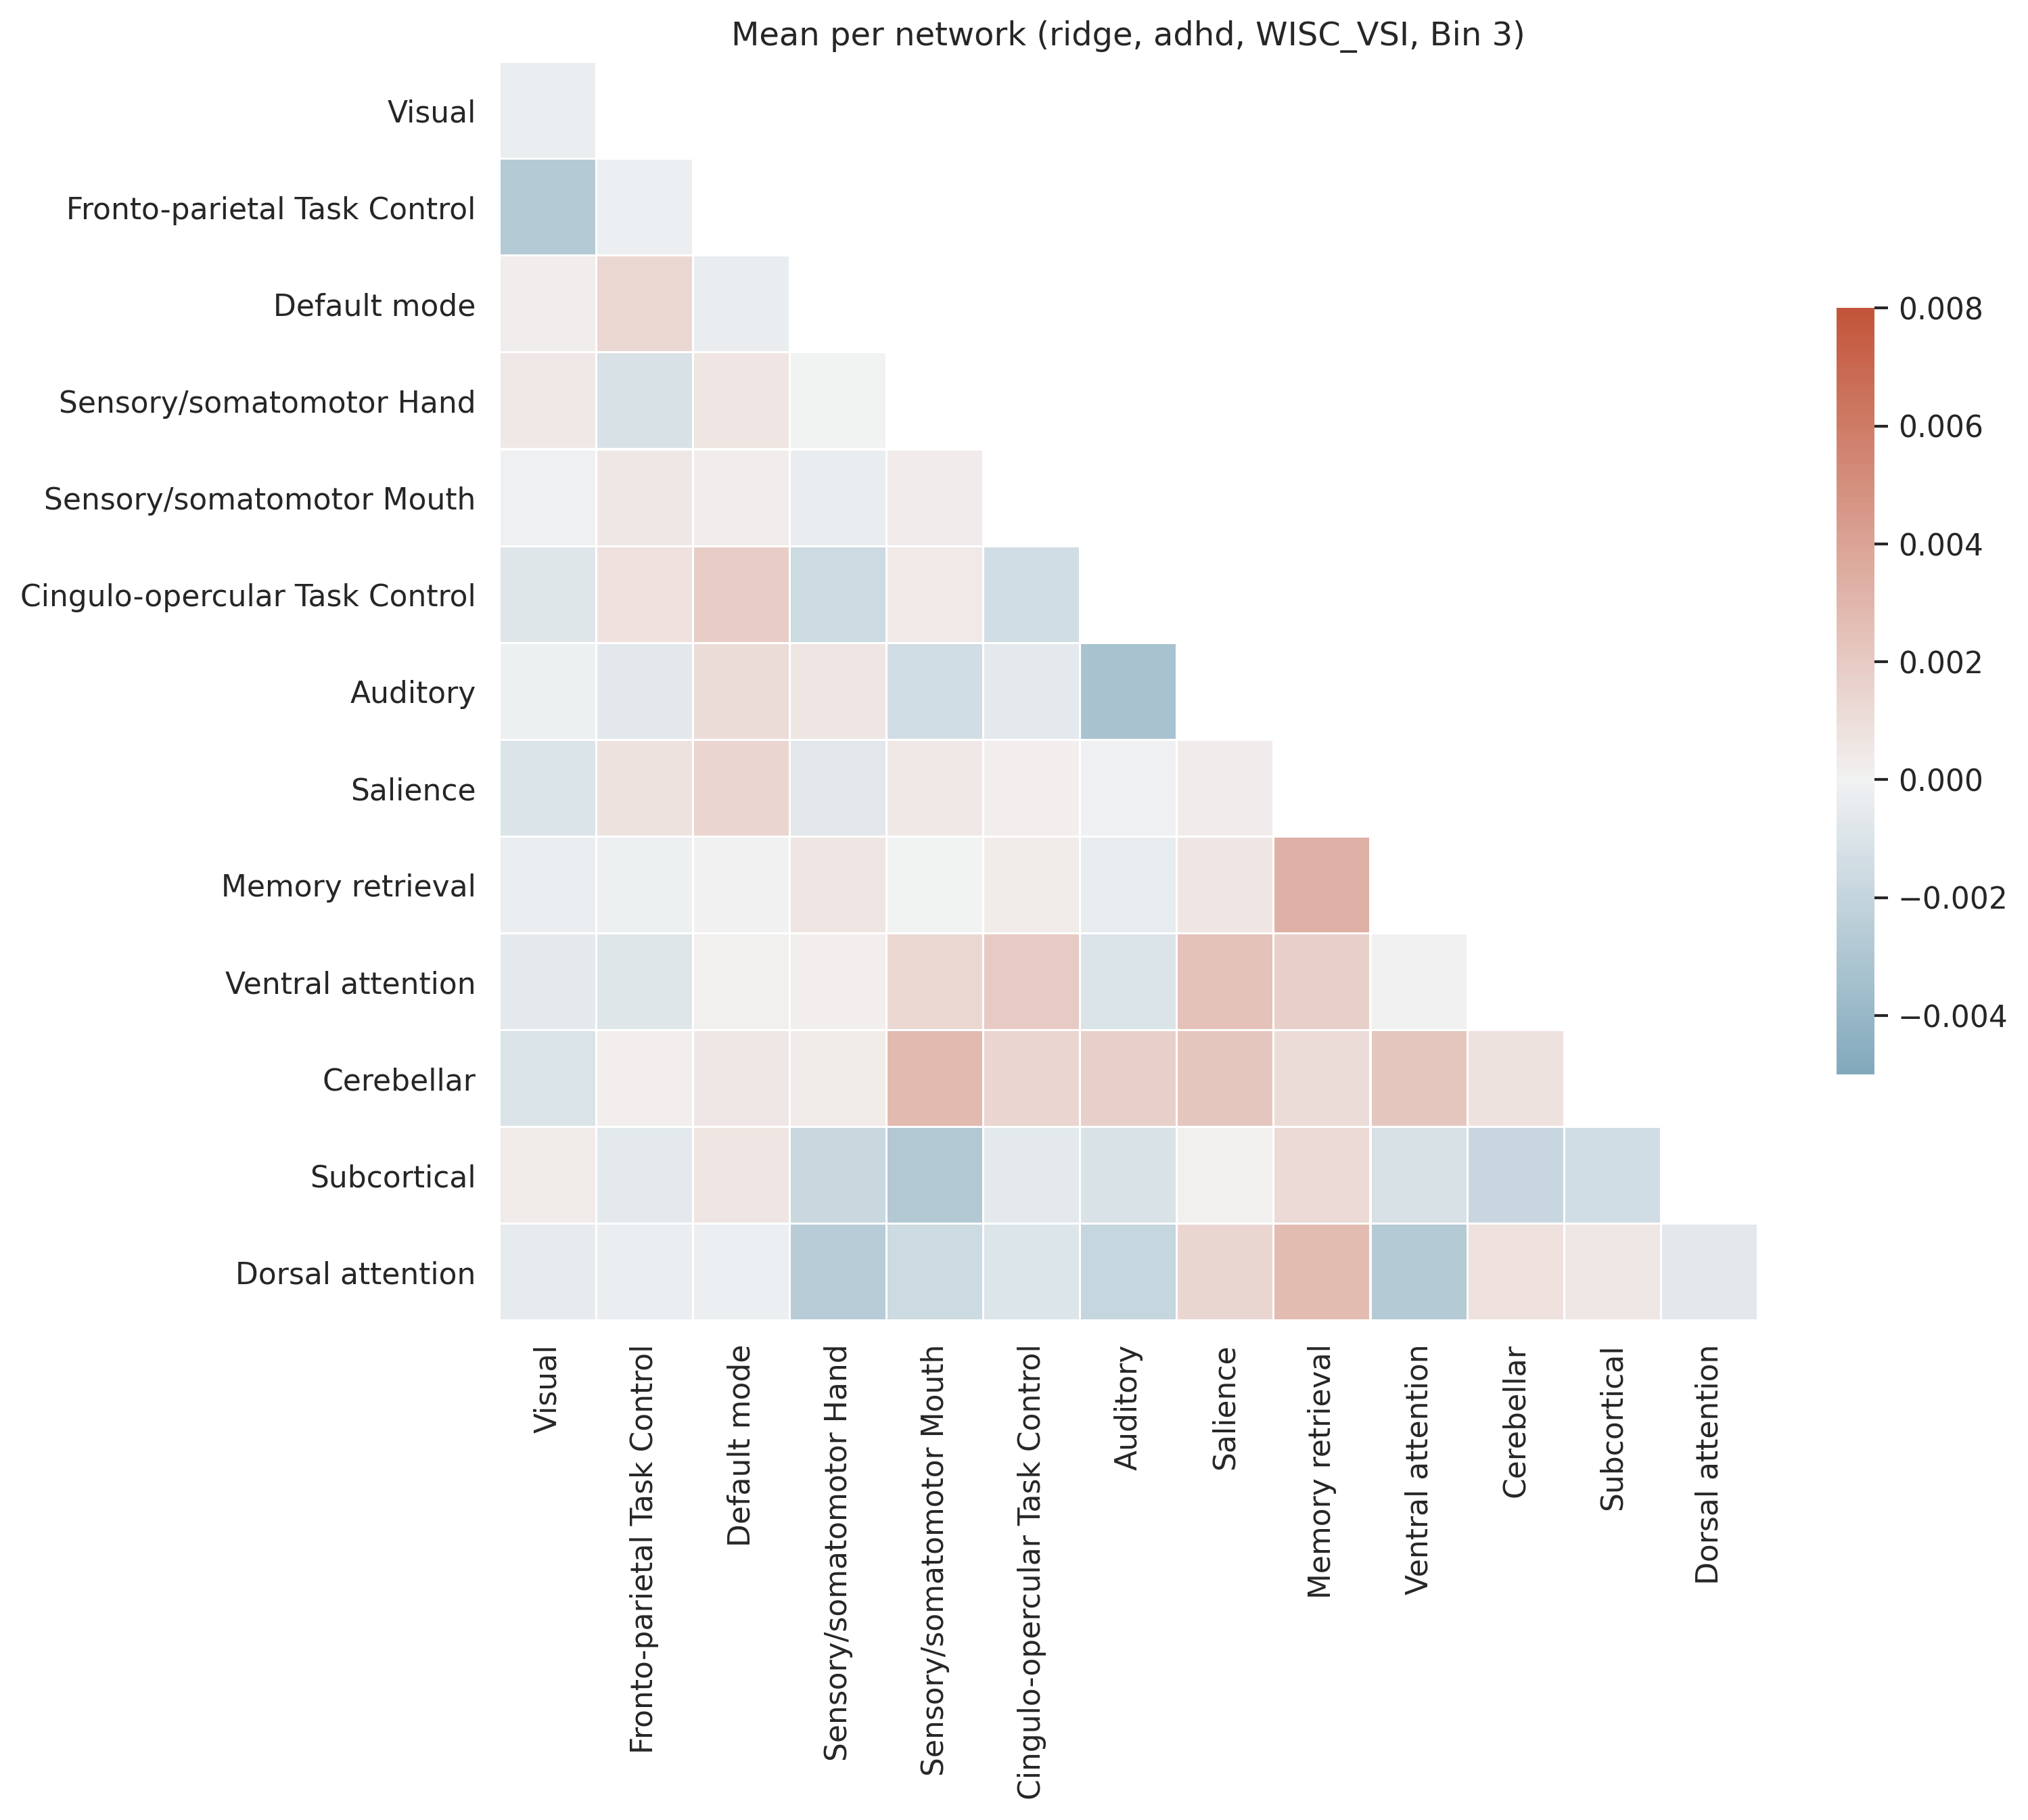 Mean per network (ridge, adhd, WISC_VSI, Bin 3)
Visual
Fronto-parietal Task Control
Default mode
Sensory/somatomotor Hand
Sensory/somatomotor Mouth
Cingulo-opercular Task Control
Auditory
Salience
Memory retrieval
Ventral attention
Cerebellar
Subcortical
Dorsal attention
Visual
Fronto-parietal Task Control
Default mode
Sensory/somatomotor Hand
Sensory/somatomotor Mouth
Cingulo-opercular Task Control
Auditory
Salience
Memory retrieval
Ventral attention
Cerebellar
Subcortical
Dorsal attention
0.008
0.006
0.004
0.002
0.000
−0.002
−0.004